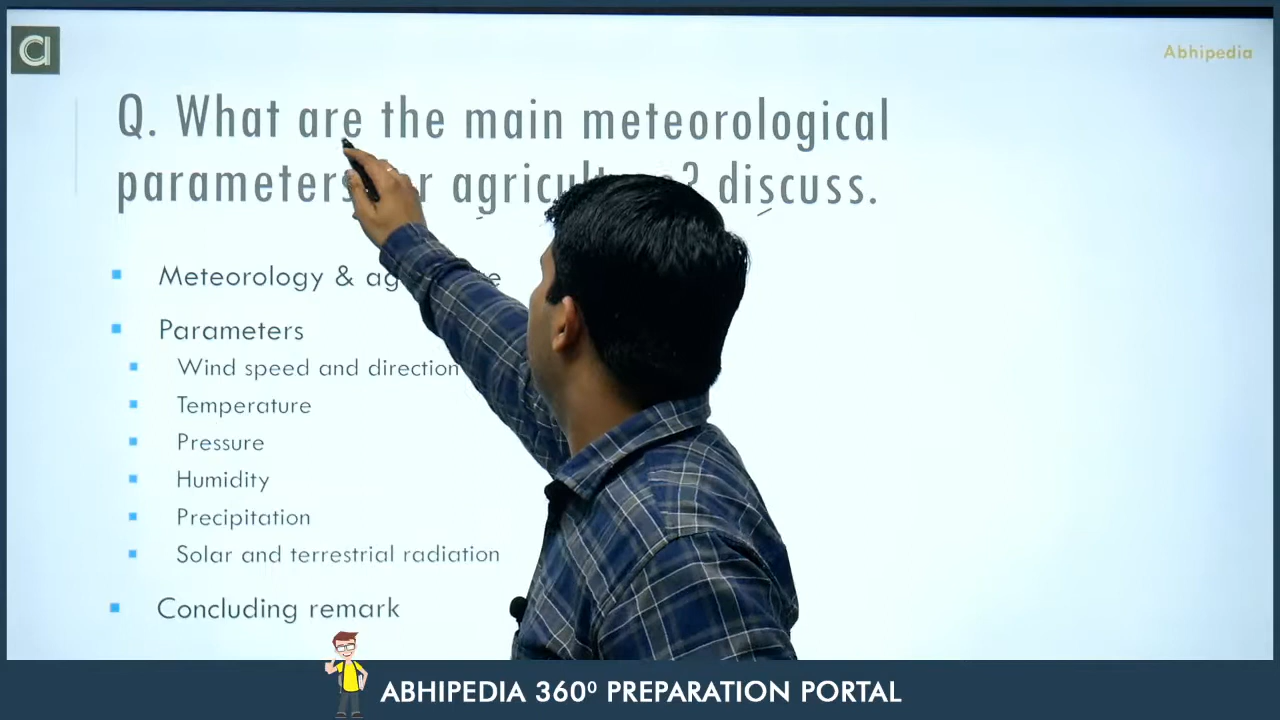 Abhipedia
Q. What are the main meteorological
parameters agricul ? discuss.
Meteorology &
Parameters
Wind speed and direction
Temperature
Pressure
Humidity
Precipitation
Solar and terrestrial radiation
Concluding remark
ABHIPEDIA 360⁰ PREPARATION PORTAL